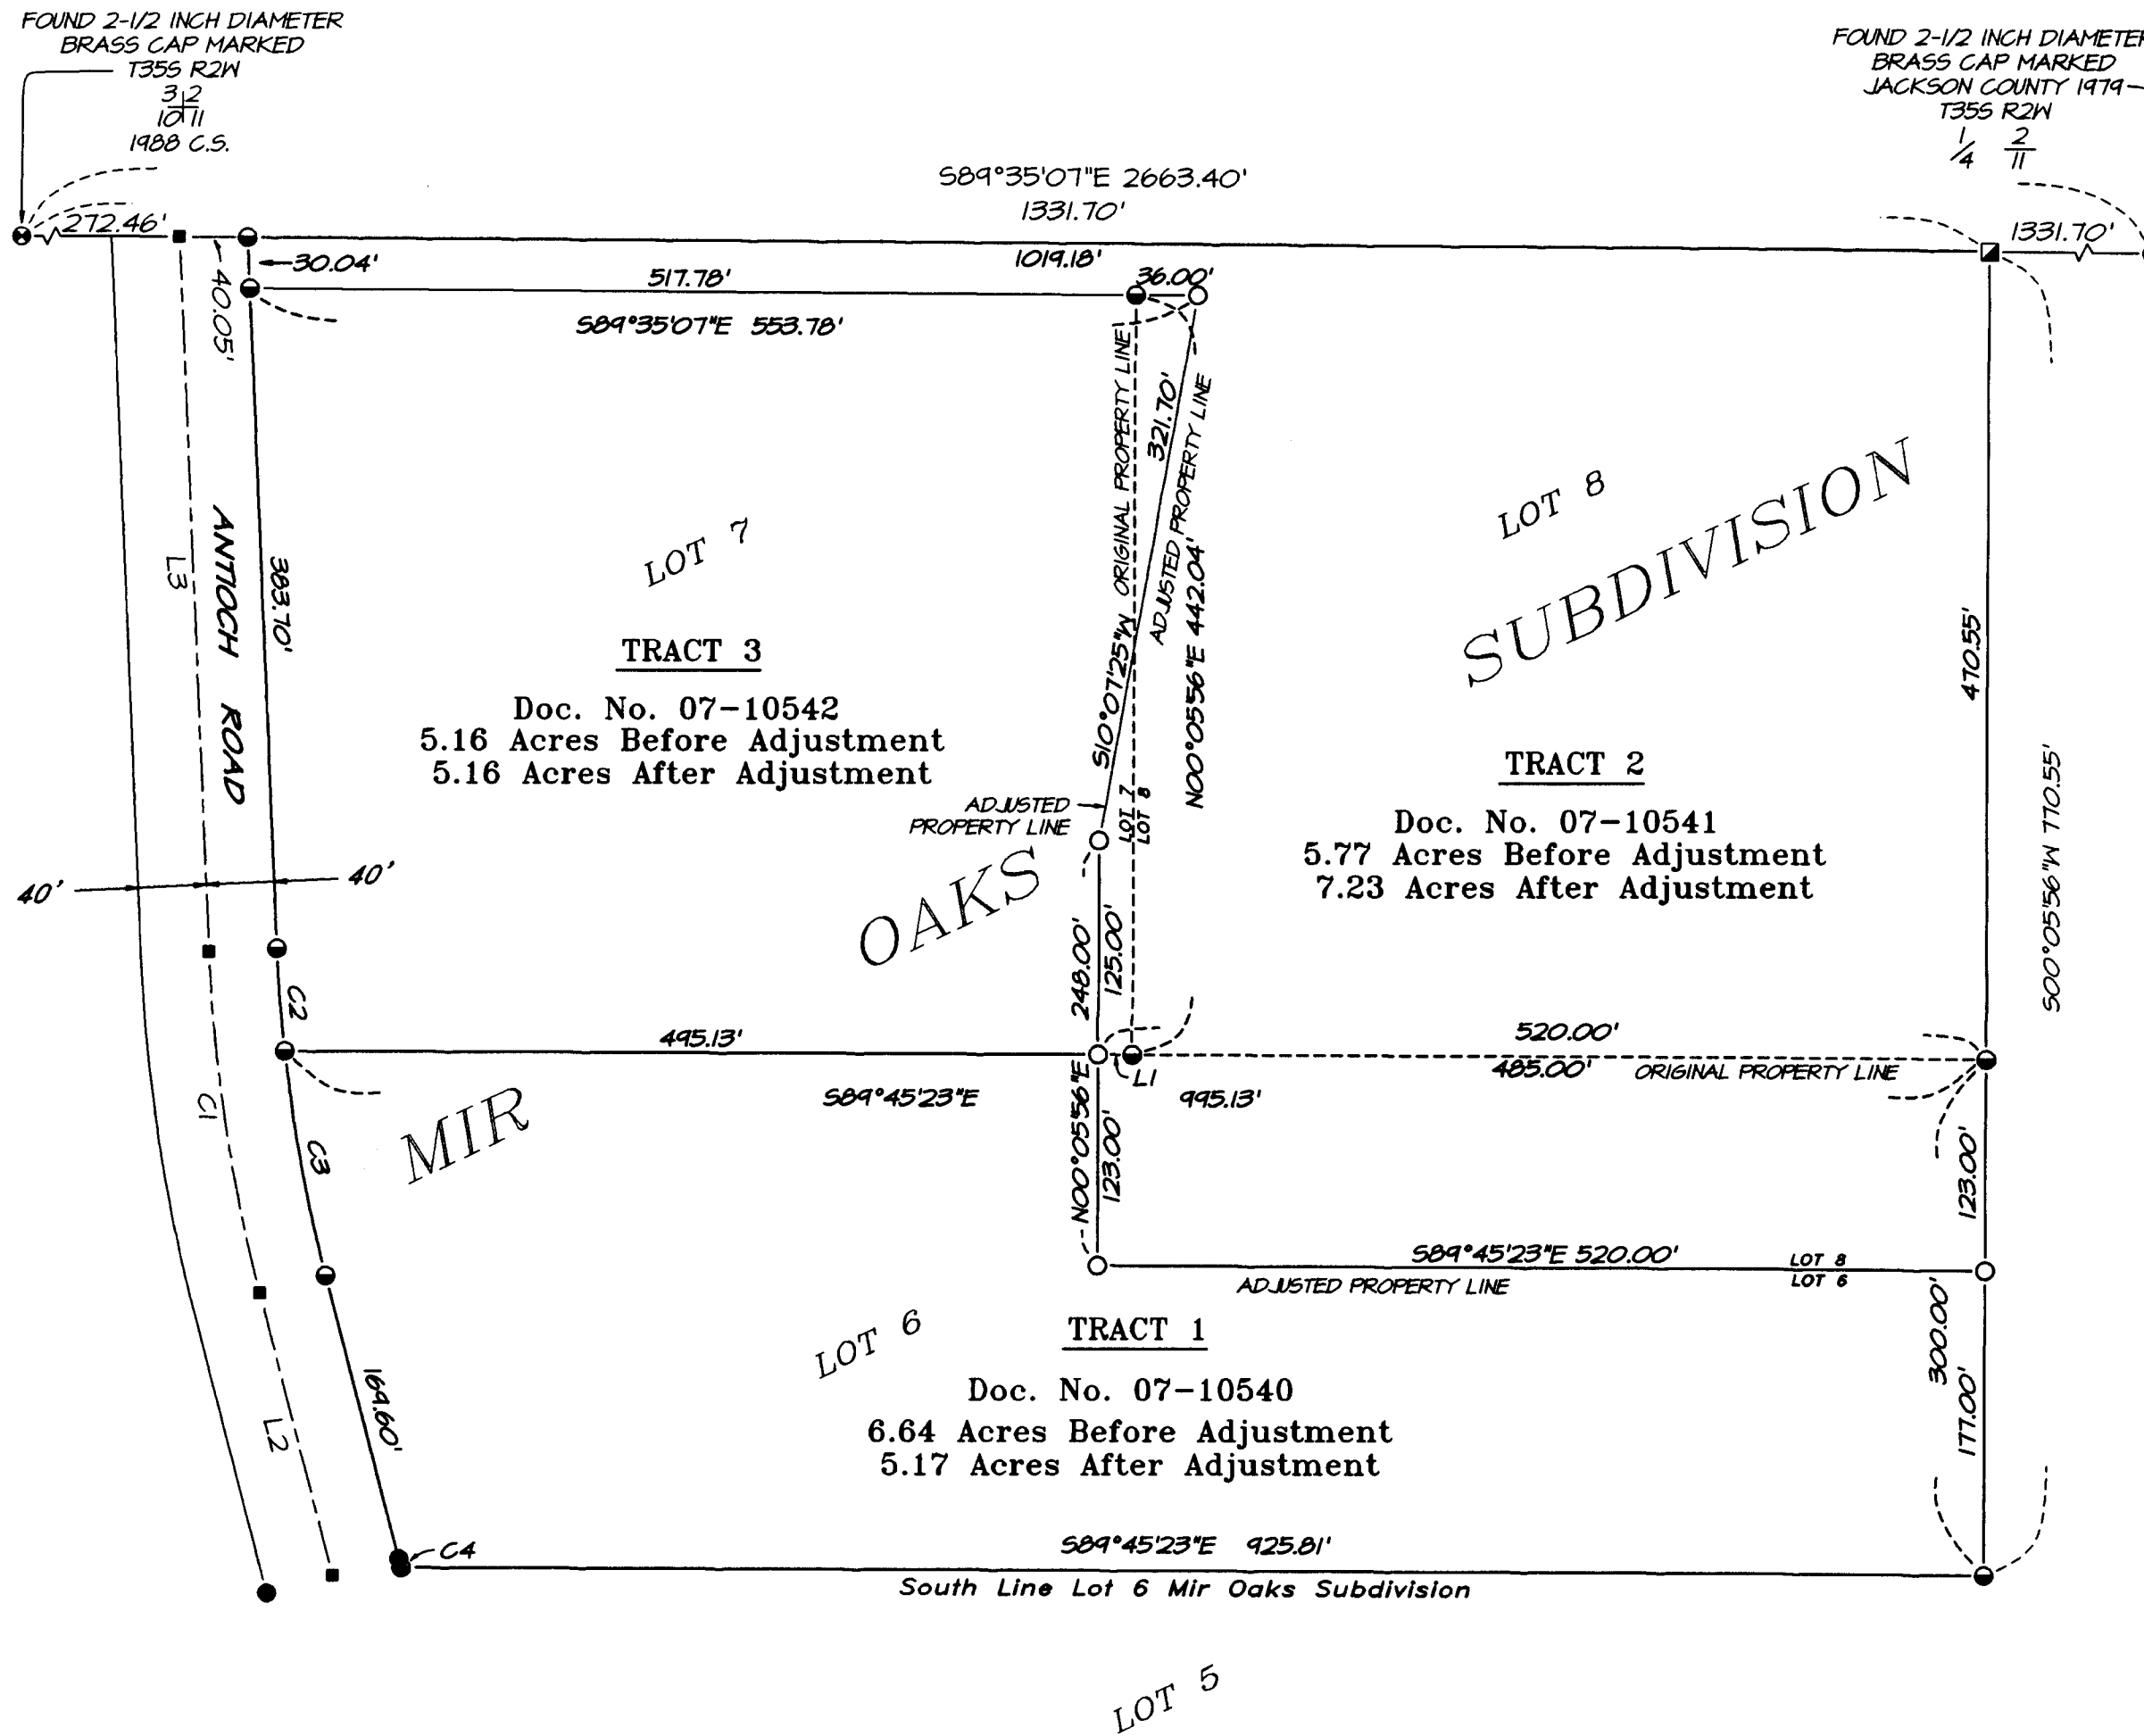 FOUND 2-1/2 INCH DIAMETER
BRASS CAP MARKED
T35S R2W
3 2
10 11
1988 C.S.
FOUND 2-1/2 INCH DIAMETER
BRASS CAP MARKED
JACKSON COUNTY 1979
T35S R2W
1/4 2/11
S89°35'07"E 2663.40'
1331.70'
272.46'
1331.70'
30.04'
1019.18'
40.05'
517.78'
36.00'
S89°35'07"E 553.78'
ORIGINAL PROPERTY LINE
321.70'
ADJUSTED PROPERTY LINE
S10°07'25"W
N00°05'56"E 442.04'
LOT 7
LOT 8
SUBDIVISION
L3
ANTIOCH ROAD
383.70'
470.55'
S00°05'56"W 770.55'
TRACT 3
Doc. No. 07-10542
5.16 Acres Before Adjustment
5.16 Acres After Adjustment
TRACT 2
Doc. No. 07-10541
5.77 Acres Before Adjustment
7.23 Acres After Adjustment
ADJUSTED
PROPERTY LINE
LOT 7
LOT 8
40'
40'
OAKS
248.00'
125.00'
C2
495.13'
520.00'
485.00'
ORIGINAL PROPERTY LINE
L1
S89°45'23"E
995.13'
C1
C3
MIR
N00°05'56"E
123.00'
123.00'
S89°45'23"E 520.00'
LOT 8
LOT 6
ADJUSTED PROPERTY LINE
300.00'
177.00'
LOT 6
TRACT 1
Doc. No. 07-10540
6.64 Acres Before Adjustment
5.17 Acres After Adjustment
169.60'
L2
C4
S89°45'23"E 925.81'
South Line Lot 6 Mir Oaks Subdivision
LOT 5